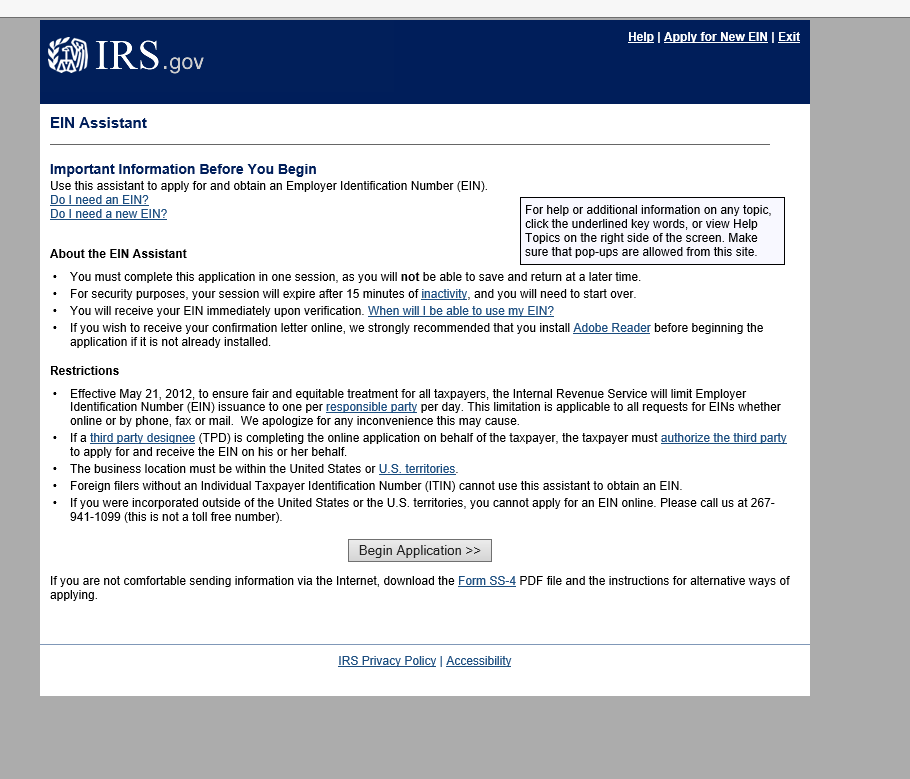 IRS.gov
Help | Apply for New EIN | Exit
EIN Assistant
Important Information Before You Begin
Use this assistant to apply for and obtain an Employer Identification Number (EIN).
Do I need an EIN?
Do I need a new EIN?
For help or additional information on any topic,
click the underlined key words, or view Help
Topics on the right side of the screen. Make
sure that pop-ups are allowed from this site.
About the EIN Assistant
• You must complete this application in one session, as you will not be able to save and return at a later time.
• For security purposes, your session will expire after 15 minutes of inactivity, and you will need to start over.
• You will receive your EIN immediately upon verification. When will I be able to use my EIN?
• If you wish to receive your confirmation letter online, we strongly recommended that you install Adobe Reader before beginning the
application if it is not already installed.
Restrictions
• Effective May 21, 2012, to ensure fair and equitable treatment for all taxpayers, the Internal Revenue Service will limit Employer
Identification Number (EIN) issuance to one per responsible party per day. This limitation is applicable to all requests for EINs whether
online or by phone, fax or mail.  We apologize for any inconvenience this may cause.
• If a third party designee (TPD) is completing the online application on behalf of the taxpayer, the taxpayer must authorize the third party
to apply for and receive the EIN on his or her behalf.
• The business location must be within the United States or U.S. territories.
• Foreign filers without an Individual Taxpayer Identification Number (ITIN) cannot use this assistant to obtain an EIN.
• If you were incorporated outside of the United States or the U.S. territories, you cannot apply for an EIN online. Please call us at 267-
941-1099 (this is not a toll free number).
Begin Application >>
If you are not comfortable sending information via the Internet, download the Form SS-4 PDF file and the instructions for alternative ways of
applying.
IRS Privacy Policy | Accessibility